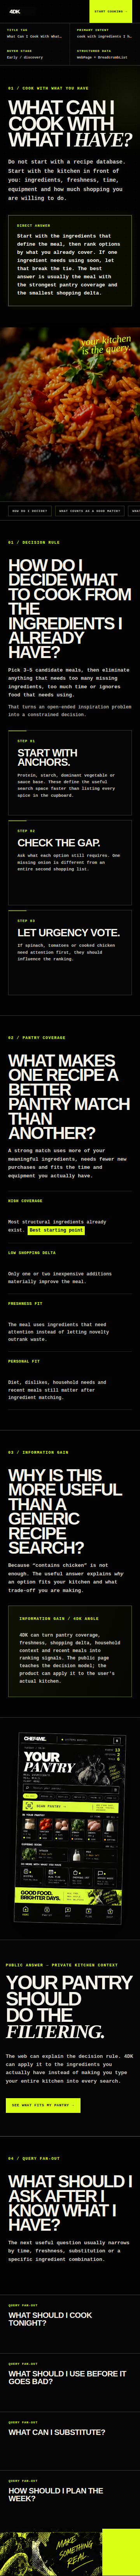 4DK
START COOKING
TITLE TAG
What Can I Cook With What…
PRIMARY INTENT
cook with ingredients I h…
BUYER STAGE
Early / discovery
STRUCTURED DATA
WebPage + BreadcrumbList
01 / COOK WITH WHAT YOU HAVE
WHAT CAN I
COOK WITH
WHAT I HAVE?
Do not start with a recipe database.
Start with the kitchen in front of
you: ingredients, freshness, time,
equipment and how much shopping you
are willing to do.
DIRECT ANSWER
Start with the ingredients that
define the meal, then rank options
by what you already cover. If one
ingredient needs using soon, let
that break the tie. The best
answer is usually the meal with
the strongest pantry coverage and
the smallest shopping delta.
your kitchen
is the query.
HOW DO I DECIDE?
WHAT COUNTS AS A GOOD MATCH?
01 / DECISION RULE
HOW DO I
DECIDE WHAT
TO COOK FROM
THE
INGREDIENTS I
ALREADY
HAVE?
Pick 3–5 candidate meals, then eliminate
anything that needs too many missing
ingredients, too much time or ignores
food that needs using.
That turns an open-ended inspiration problem
into a constrained decision.
STEP 01
START WITH
ANCHORS.
Protein, starch, dominant vegetable or
sauce base. These define the useful
search space faster than listing every
spice in the cupboard.
STEP 02
CHECK THE GAP.
Ask what each option still requires. One
missing onion is different from an
entire second shopping list.
STEP 03
LET URGENCY VOTE.
If spinach, tomatoes or cooked chicken
need attention first, they should
influence the ranking.
02 / PANTRY COVERAGE
WHAT MAKES
ONE RECIPE A
BETTER
PANTRY MATCH
THAN
ANOTHER?
A strong match uses more of your
meaningful ingredients, needs fewer new
purchases and fits the time and
equipment you actually have.
HIGH COVERAGE
Most structural ingredients already
exist. Best starting point
LOW SHOPPING DELTA
Only one or two inexpensive additions
materially improve the meal.
FRESHNESS FIT
The meal uses ingredients that need
attention instead of letting novelty
outrank waste.
PERSONAL FIT
Diet, dislikes, household needs and
recent meals still matter after
ingredient matching.
03 / INFORMATION GAIN
WHY IS THIS
MORE USEFUL
THAN A
GENERIC
RECIPE
SEARCH?
Because “contains chicken” is not
enough. The useful answer explains why
an option fits your kitchen and what
trade-off you are making.
INFORMATION GAIN / 4DK ANGLE
4DK can turn pantry coverage,
freshness, shopping delta, household
context and recent meals into
ranking signals. The public page
teaches the decision model; the
product can apply it to the user's
actual kitchen.
CHEF4ME.
YOUR
PANTRY
GOOD FOOD.
BRIGHTER DAYS.
PUBLIC ANSWER → PRIVATE KITCHEN CONTEXT
YOUR PANTRY
SHOULD
DO THE
FILTERING.
The web can explain the decision rule. 4DK
can apply it to the ingredients you
actually have instead of making you type
your entire kitchen into every search.
SEE WHAT FITS MY PANTRY →
04 / QUERY FAN-OUT
WHAT SHOULD I
ASK AFTER I
KNOW WHAT I
HAVE?
The next useful question usually narrows
by time, freshness, substitution or a
specific ingredient combination.
QUERY FAN-OUT
WHAT SHOULD I COOK
TONIGHT?
QUERY FAN-OUT
WHAT SHOULD I USE BEFORE IT
GOES BAD?
QUERY FAN-OUT
WHAT CAN I SUBSTITUTE?
QUERY FAN-OUT
HOW SHOULD I PLAN THE
WEEK?
MAKE
SOMETHING
REAL